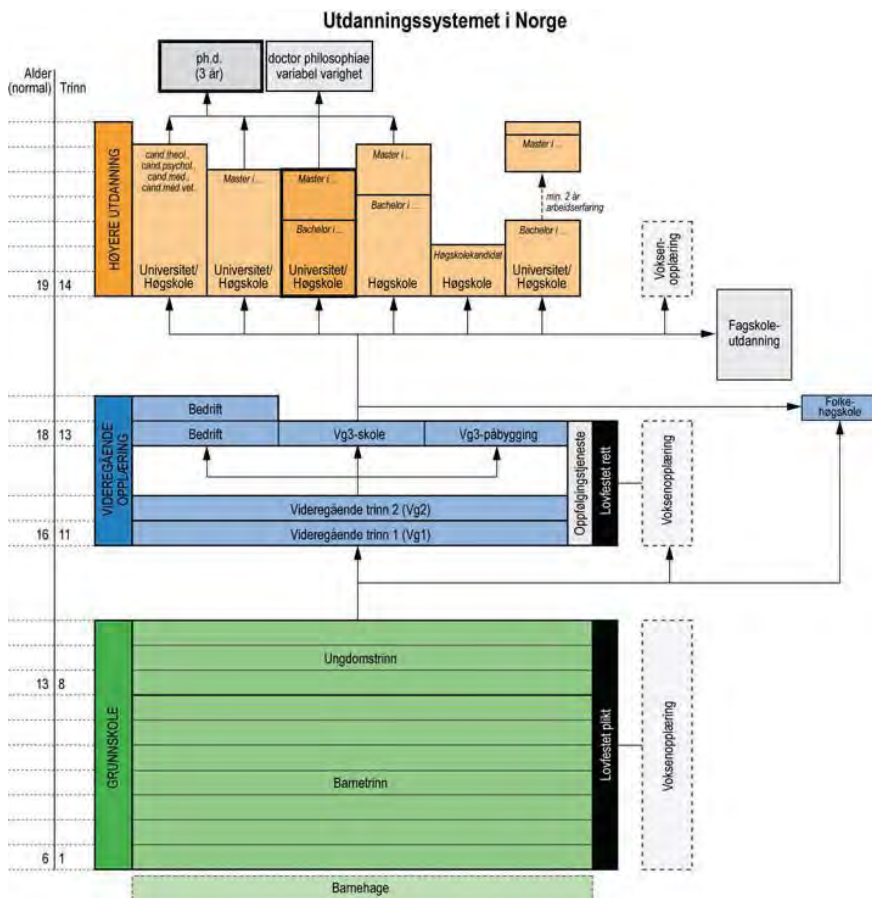 Utdanningssystemet i Norge
Alder
(normal)
Trinn
ph.d.
(3 år)
doctor philosophiae
variabel varighet
HØYERE UTDANNING
cand.theol.,
cand.psychol.
cand.med.,
cand.med vet.
Universitet/
Høgskole
Master i ...
Universitet/
Høgskole
Master i ...
Bachelor i ...
Universitet/
Høgskole
Master i ...
Bachelor i ...
Høgskole
Høgskolekandidat
Høgskole
Master i ...
min. 2 år
arbeidserfaring
Bachelor i ...
Universitet/
Høgskole
Voksen-
opplæring
19 14
Fagskole-
utdanning
Folke-
høgskole
VIDEREGÅENDE
OPPLÆRING
Bedrift
18 13
Bedrift
Vg3-skole
Vg3-påbygging
Videregående trinn 2 (Vg2)
16 11
Videregående trinn 1 (Vg1)
Oppfølgingstjeneste
Lovfestet rett
Voksenopplæring
GRUNNSKOLE
Ungdomstrinn
13 8
Barnetrinn
6 1
Lovfestet plikt
Voksenopplæring
Barnehage